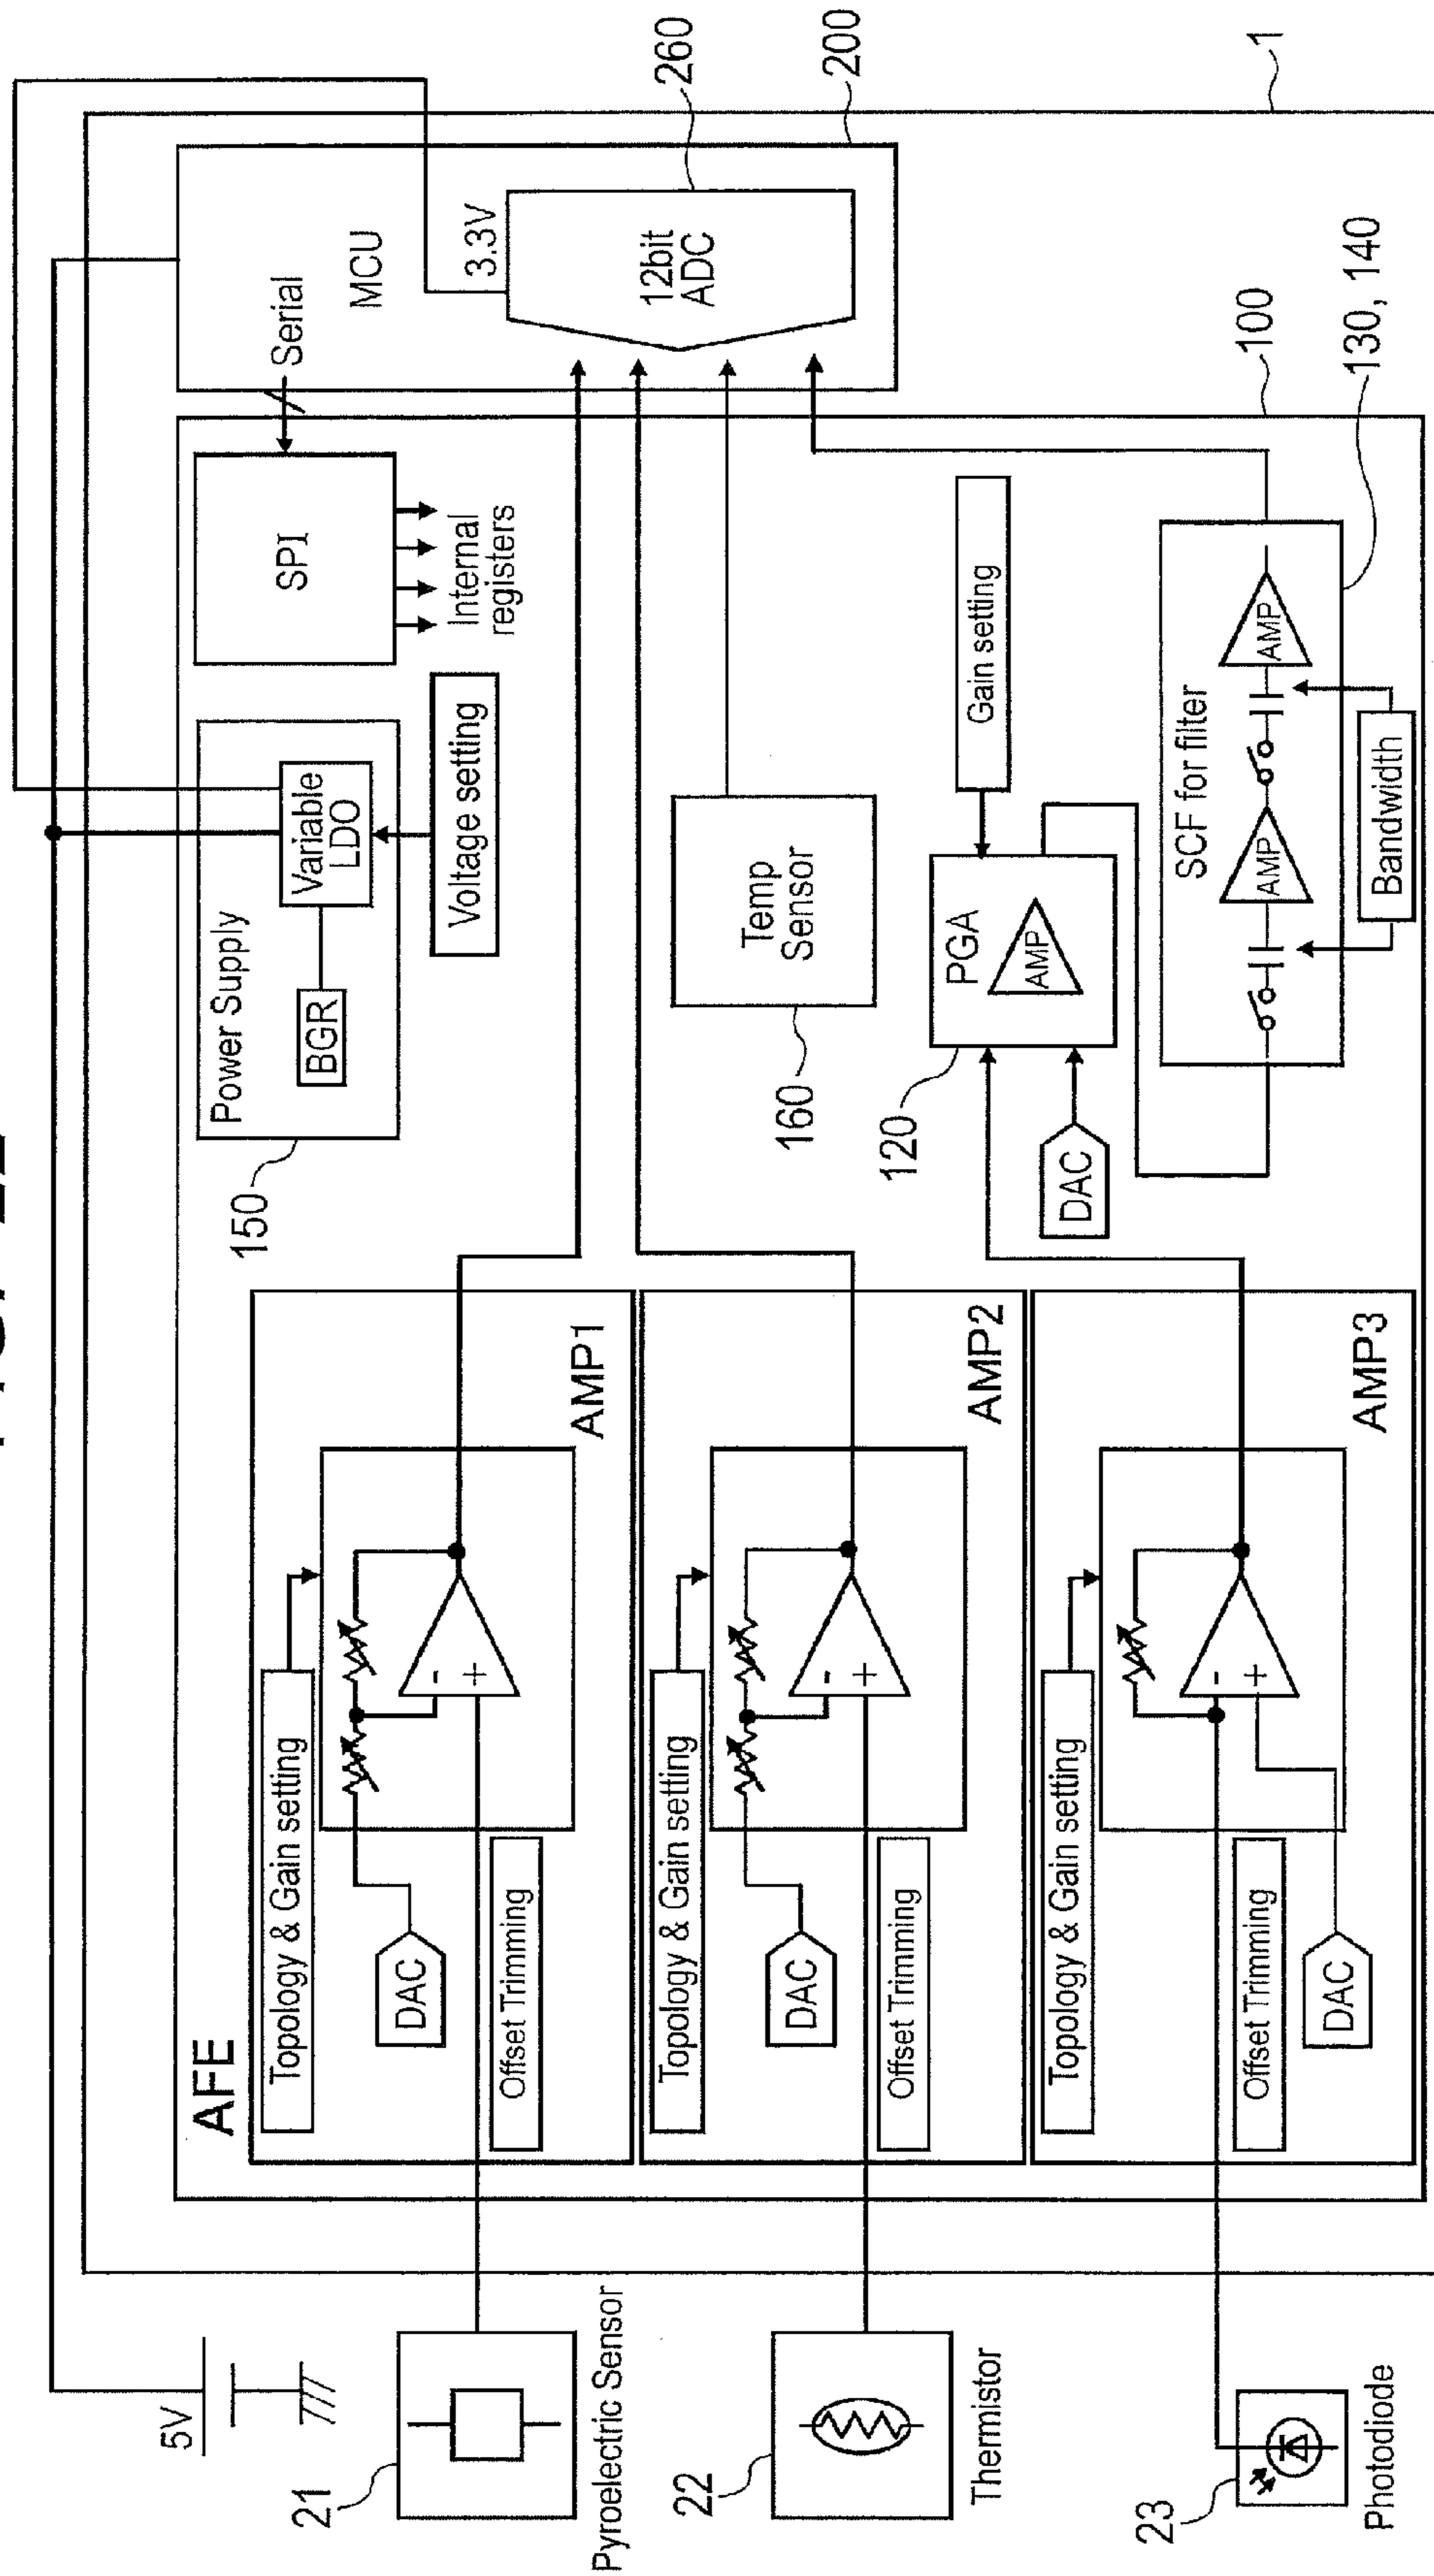 5V
21
Pyroelectric Sensor
22
Thermistor
23
Photodiode
AFE
Topology & Gain setting
DAC
Offset Trimming
-
+
AMP1
Topology & Gain setting
DAC
Offset Trimming
-
+
AMP2
Topology & Gain setting
DAC
Offset Trimming
-
+
AMP3
150
Power Supply
BGR
Variable
LDO
Voltage setting
SPI
Internal
registers
Serial
MCU
3.3V
12bit
ADC
260
200
1
160
Temp
Sensor
120
PGA
AMP
DAC
Gain setting
SCF for filter
AMP
AMP
Bandwidth
100
130, 140